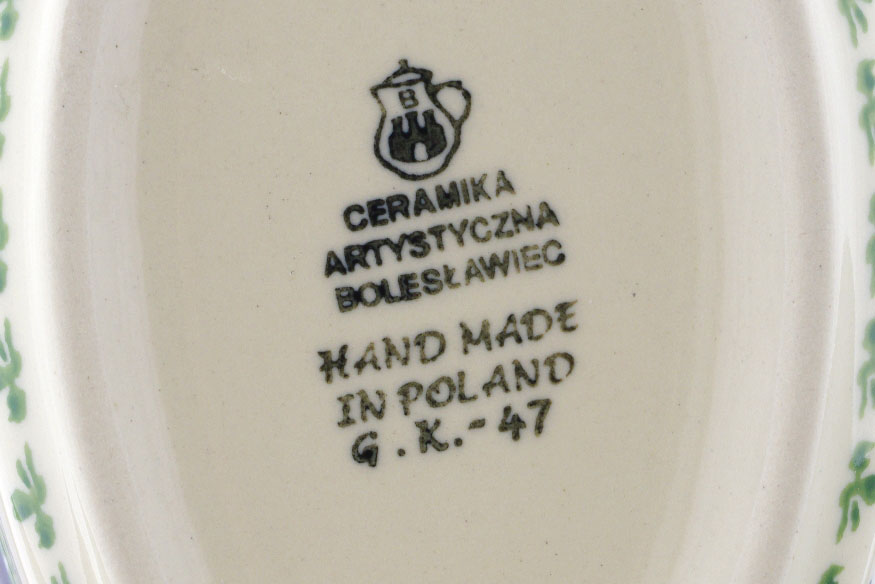 B
CERAMIKA
ARTYSTYCZNA
BOLESŁAWIEC
HAND MADE
IN POLAND
G.K.-47